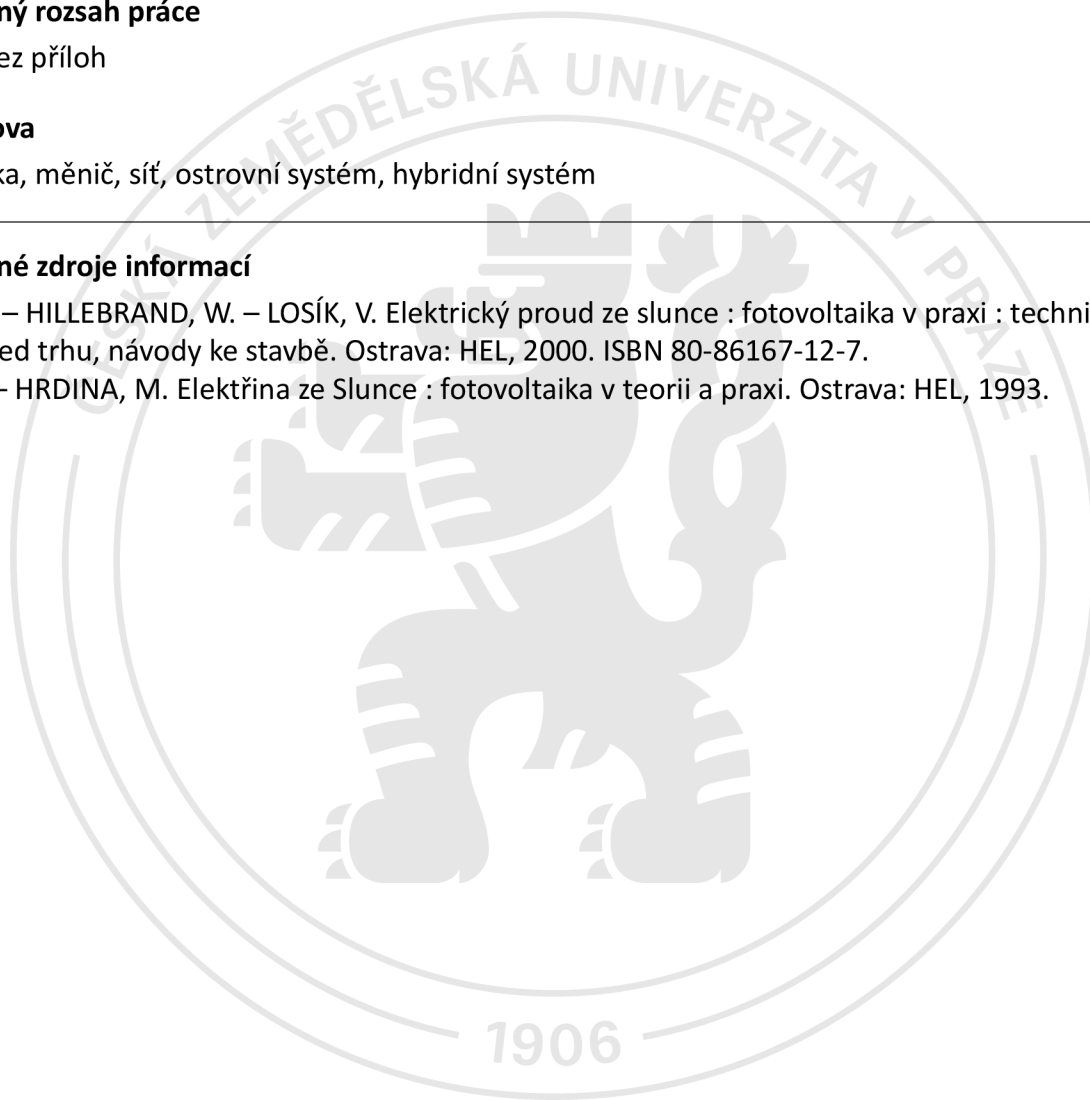 ný rozsah práce
ez příloh
ova
ka, měnič, síť, ostrovní systém, hybridní systém
né zdroje informací
– HILLEBRAND, W. – LOSÍK, V. Elektrický proud ze slunce : fotovoltaika v praxi : techni
ed trhu, návody ke stavbě. Ostrava: HEL, 2000. ISBN 80-86167-12-7.
– HRDINA, M. Elektřina ze Slunce : fotovoltaika v teorii a praxi. Ostrava: HEL, 1993.
ČESKÁ ZEMĚDĚLSKÁ UNIVERZITA V PRAZE
1906